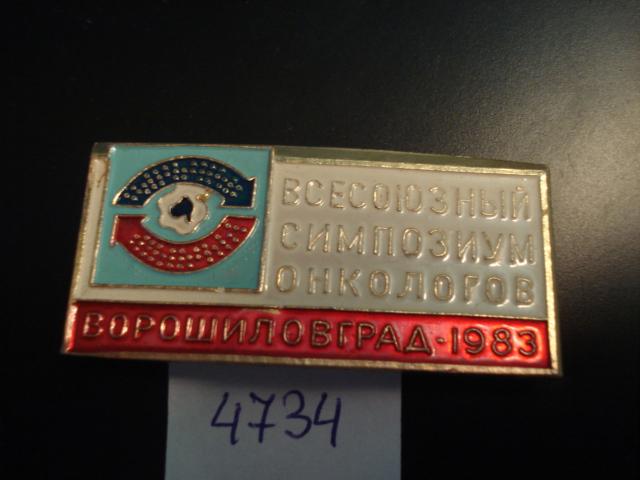 ВСЕСОЮЗНЫЙ
СИМПОЗИУМ
ОНКОЛОГОВ
ВОРОШИЛОВГРАД-1983
4734